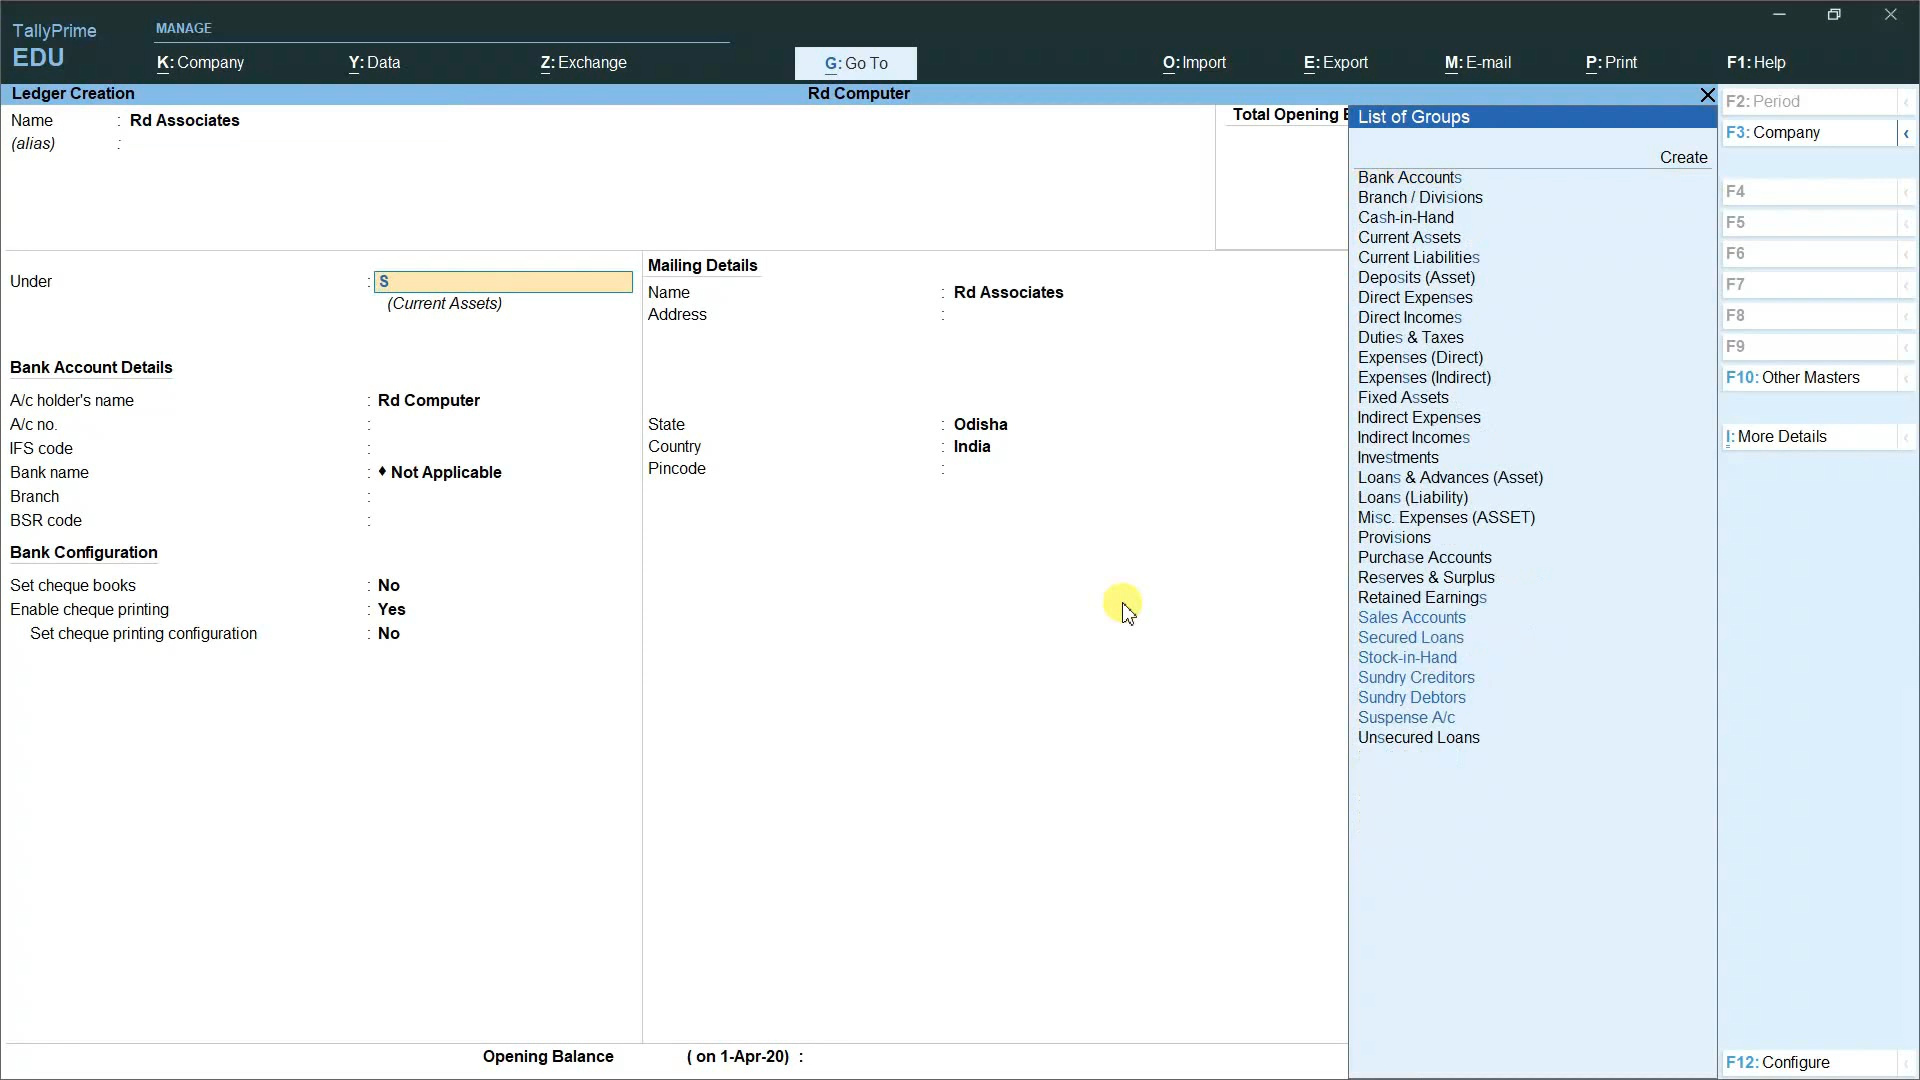 TallyPrime
EDU
MANAGE
K: Company
Y: Data
Z: Exchange
G: Go To
O: Import
E: Export
M: E-mail
P: Print
F1: Help
Ledger Creation
Rd Computer
Name : Rd Associates
(alias) :
Total Opening B
Under : S
(Current Assets)
Bank Account Details
A/c holder's name : Rd Computer
A/c no. :
IFS code :
Bank name : ♦ Not Applicable
Branch :
BSR code :
Bank Configuration
Set cheque books : No
Enable cheque printing : Yes
Set cheque printing configuration : No
Mailing Details
Name : Rd Associates
Address :
State : Odisha
Country : India
Pincode :
Opening Balance ( on 1-Apr-20) :
List of Groups
Create
Bank Accounts
Branch / Divisions
Cash-in-Hand
Current Assets
Current Liabilities
Deposits (Asset)
Direct Expenses
Direct Incomes
Duties & Taxes
Expenses (Direct)
Expenses (Indirect)
Fixed Assets
Indirect Expenses
Indirect Incomes
Investments
Loans & Advances (Asset)
Loans (Liability)
Misc. Expenses (ASSET)
Provisions
Purchase Accounts
Reserves & Surplus
Retained Earnings
Sales Accounts
Secured Loans
Stock-in-Hand
Sundry Creditors
Sundry Debtors
Suspense A/c
Unsecured Loans
F2: Period
F3: Company
F4
F5
F6
F7
F8
F9
F10: Other Masters
I: More Details
F12: Configure